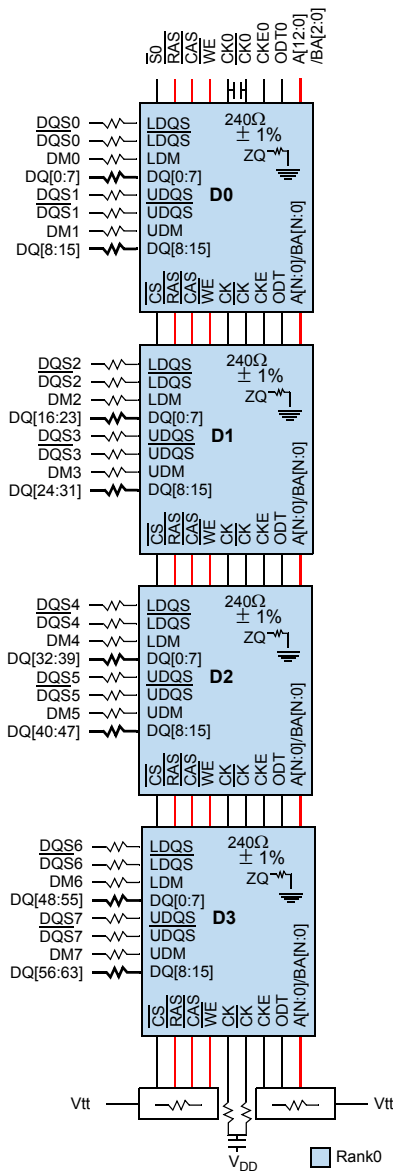 S0 RAS CAS WE CK0 CK0 CKE0 ODT0 A[12:0] /BA[2:0]
DQS0 LDQS 240Ω
DQS0 LDQS ± 1%
DM0 LDM ZQ
DQ[0:7] DQ[0:7]
DQS1 UDQS D0
DQS1 UDQS
DM1 UDM
DQ[8:15] DQ[8:15]
CS RAS CAS WE CK CK CKE ODT A[N:0]/BA[N:0]
DQS2 LDQS 240Ω
DQS2 LDQS ± 1%
DM2 LDM ZQ
DQ[16:23] DQ[0:7]
DQS3 UDQS D1
DQS3 UDQS
DM3 UDM
DQ[24:31] DQ[8:15]
CS RAS CAS WE CK CK CKE ODT A[N:0]/BA[N:0]
DQS4 LDQS 240Ω
DQS4 LDQS ± 1%
DM4 LDM ZQ
DQ[32:39] DQ[0:7]
DQS5 UDQS D2
DQS5 UDQS
DM5 UDM
DQ[40:47] DQ[8:15]
CS RAS CAS WE CK CK CKE ODT A[N:0]/BA[N:0]
DQS6 LDQS 240Ω
DQS6 LDQS ± 1%
DM6 LDM ZQ
DQ[48:55] DQ[0:7]
DQS7 UDQS D3
DQS7 UDQS
DM7 UDM
DQ[56:63] DQ[8:15]
CS RAS CAS WE CK CK CKE ODT A[N:0]/BA[N:0]
Vtt Vtt
VDD
Rank0